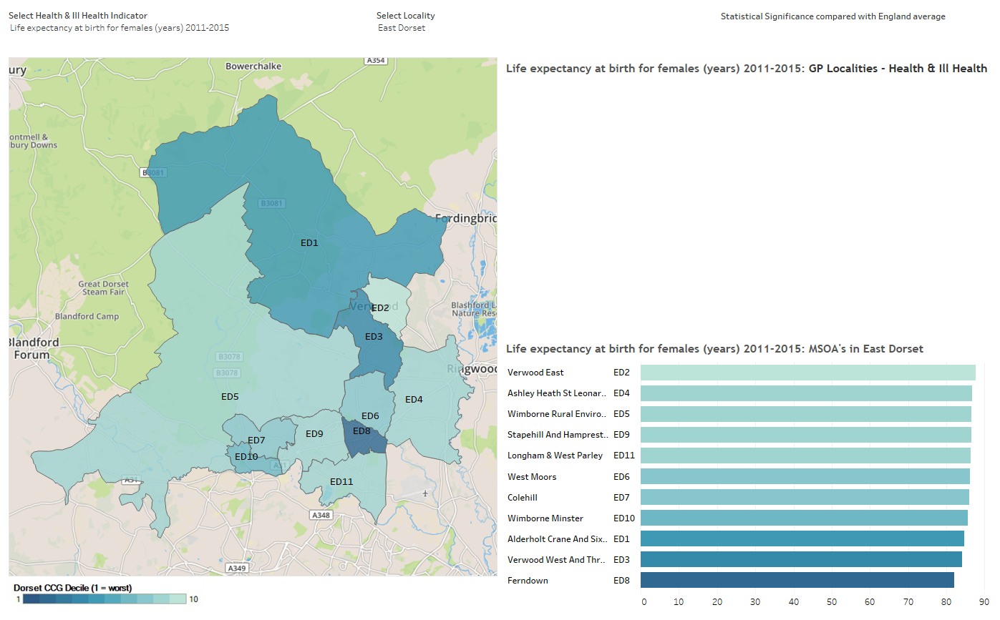 Select Health & Ill Health Indicator
Life expectancy at birth for females (years) 2011-2015
Select Locality
East Dorset
Statistical Significance compared with England average
Life expectancy at birth for females (years) 2011-2015: GP Localities - Health & Ill Health
ury
Bowerchalke
A354
ontmell &
lbury Downs
B3081
B3081
Fordingbrid
ED1
Great Dorset
Steam Fair
Blandford Camp
ED2
Blashford La
Nature Rese
ED3
Blandford
Forum
B3078
B3078
Ringwood
ED5
ED4
ED6
ED8
ED9
ED7
ED10
A31
A31
ED11
A348
A349
Dorset CCG Decile (1 = worst)
1
10
Life expectancy at birth for females (years) 2011-2015: MSOA's in East Dorset
Verwood East ED2
Ashley Heath St Leonar.. ED4
Wimborne Rural Enviro.. ED5
Stapehill And Hamprest.. ED9
Longham & West Parley ED11
West Moors ED6
Colehill ED7
Wimborne Minster ED10
Alderholt Crane And Six.. ED1
Verwood West And Thr.. ED3
Ferndown ED8
0 10 20 30 40 50 60 70 80 90